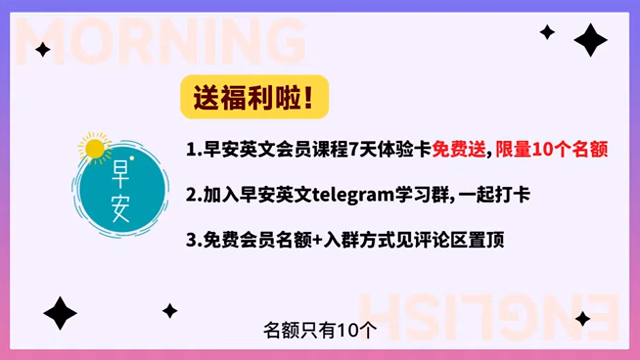 MORNING
送福利啦!
早安
1.早安英文会员课程7天体验卡免费送,限量10个名额
2.加入早安英文telegram学习群,一起打卡
3.免费会员名额+入群方式见评论区置顶
ENGLISH
名额只有10个